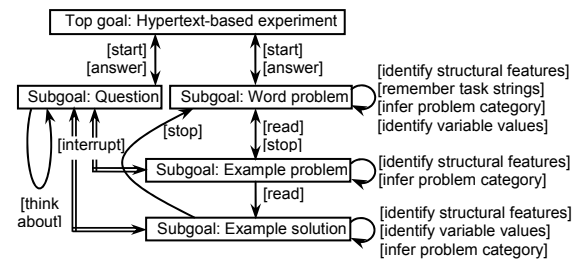 Top goal: Hypertext-based experiment
[start]
[answer]
[start]
[answer]
Subgoal: Question
Subgoal: Word problem
[identify structural features]
[remember task strings]
[infer problem category]
[identify variable values]
[interrupt]
[stop]
[read]
[stop]
Subgoal: Example problem
[identify structural features]
[infer problem category]
[think
about]
[read]
Subgoal: Example solution
[identify structural features]
[identify variable values]
[infer problem category]